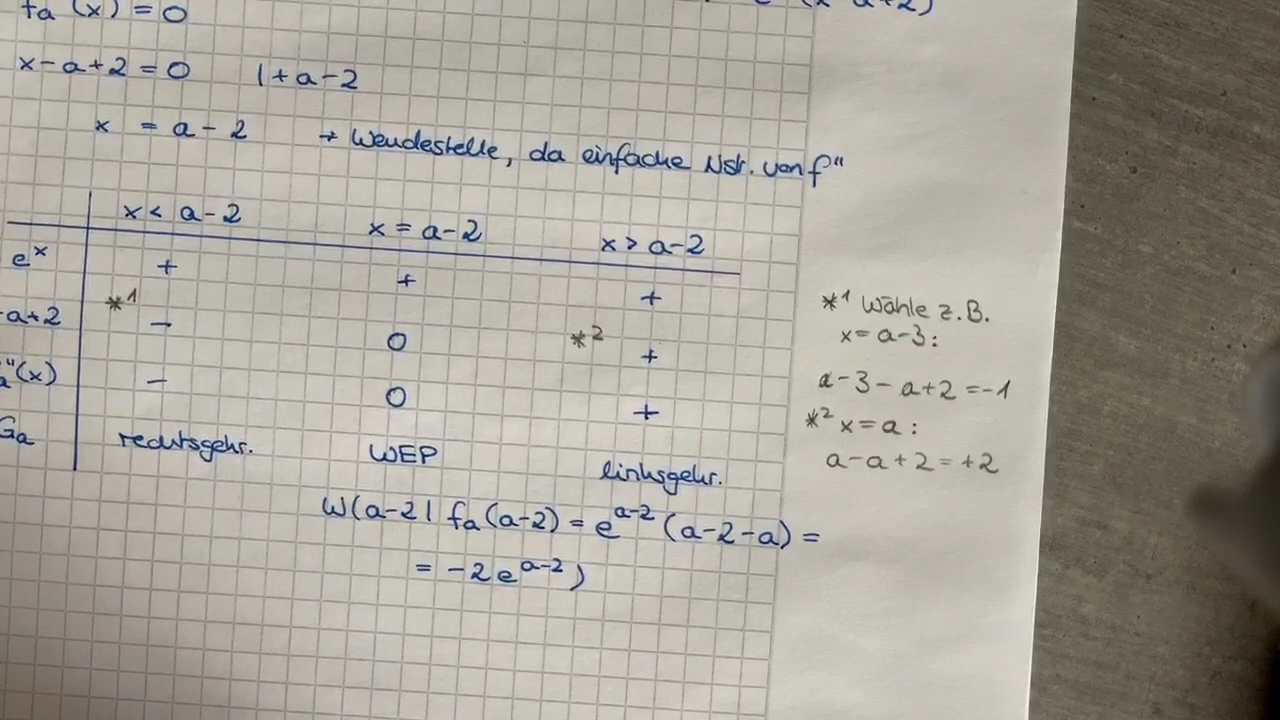 fa (x) = 0
(x-a+2)
x-a+2=0 |+a-2
x = a-2 → Wendestelle, da einfache Nst. von f"
x < a-2 x = a-2 x > a-2
eˣ + + +
-a+2 *¹ - 0 *² +
a"(x) - 0 +
Ga rechtsgekr. WEP linksgekr.
W(a-2 | fa(a-2) = e^(a-2) (a-2-a) =
= -2e^(a-2))
*¹ Wähle z.B.
x=a-3:
a-3-a+2=-1
*² x=a:
a-a+2=+2